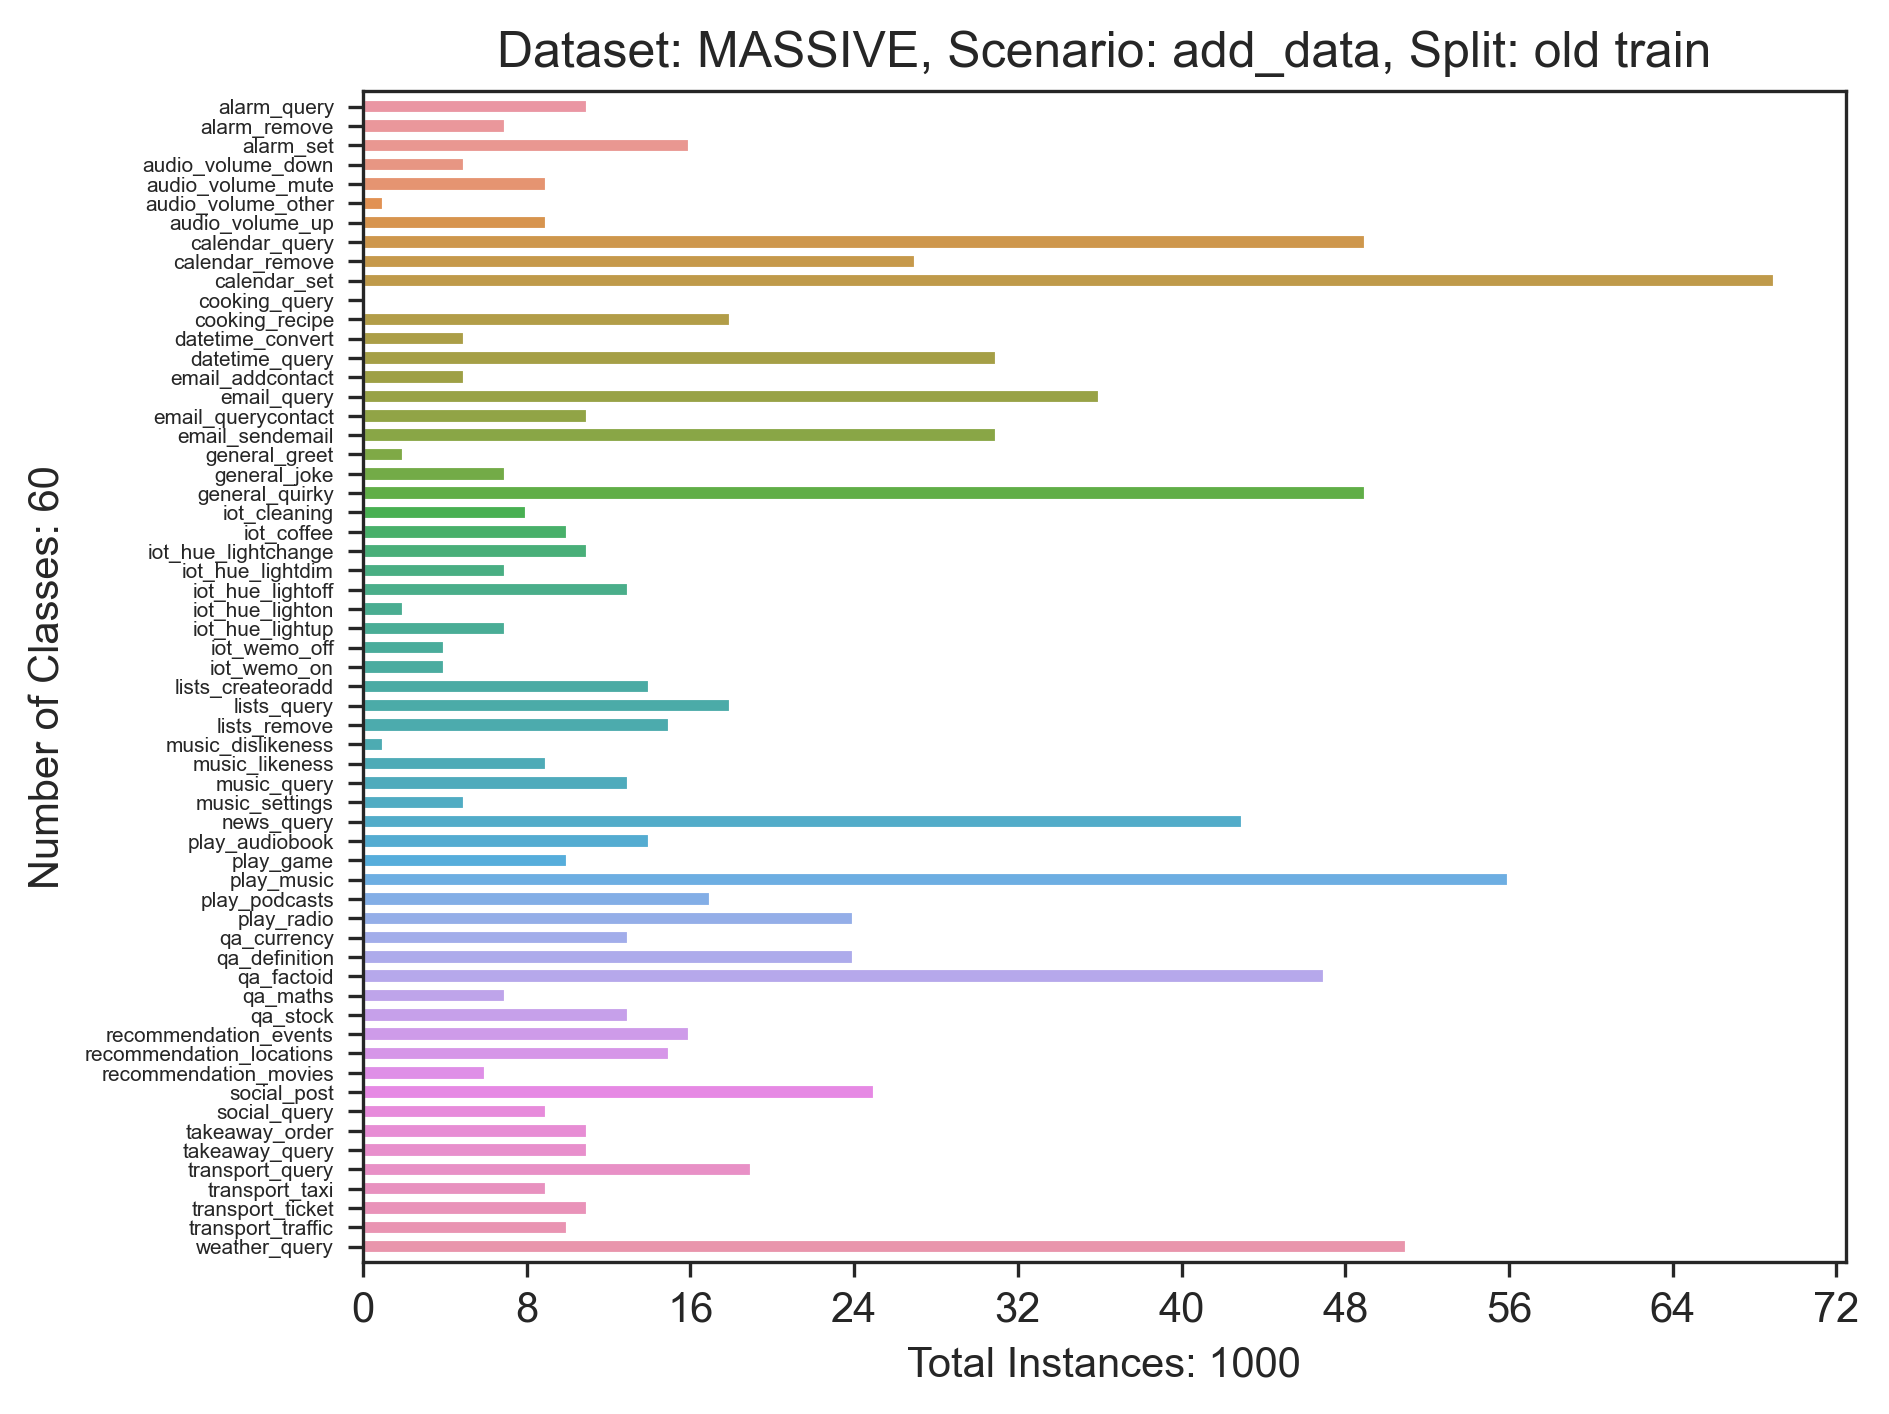 Dataset: MASSIVE, Scenario: add_data, Split: old train
Number of Classes: 60
alarm_query
alarm_remove
alarm_set
audio_volume_down
audio_volume_mute
audio_volume_other
audio_volume_up
calendar_query
calendar_remove
calendar_set
cooking_query
cooking_recipe
datetime_convert
datetime_query
email_addcontact
email_query
email_querycontact
email_sendemail
general_greet
general_joke
general_quirky
iot_cleaning
iot_coffee
iot_hue_lightchange
iot_hue_lightdim
iot_hue_lightoff
iot_hue_lighton
iot_hue_lightup
iot_wemo_off
iot_wemo_on
lists_createoradd
lists_query
lists_remove
music_dislikeness
music_likeness
music_query
music_settings
news_query
play_audiobook
play_game
play_music
play_podcasts
play_radio
qa_currency
qa_definition
qa_factoid
qa_maths
qa_stock
recommendation_events
recommendation_locations
recommendation_movies
social_post
social_query
takeaway_order
takeaway_query
transport_query
transport_taxi
transport_ticket
transport_traffic
weather_query
0 8 16 24 32 40 48 56 64 72
Total Instances: 1000